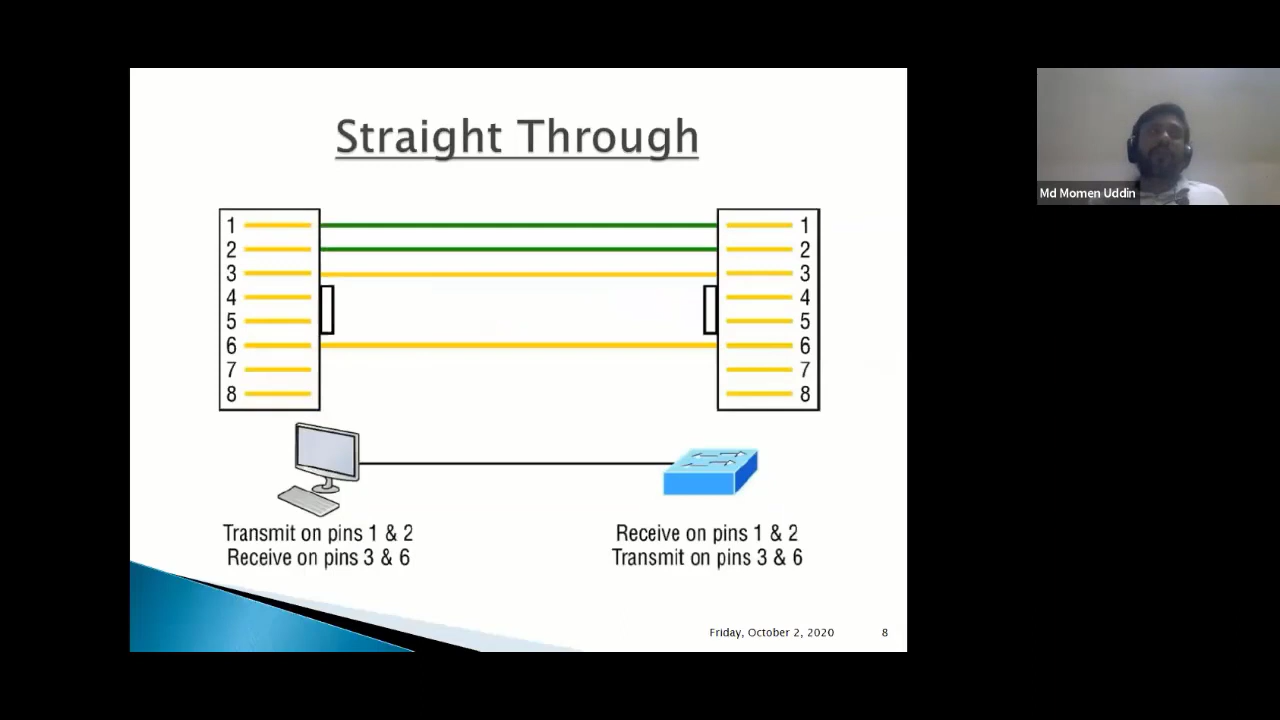 Straight Through
1 1
2 2
3 3
4 4
5 5
6 6
7 7
8 8
Transmit on pins 1 & 2
Receive on pins 3 & 6
Receive on pins 1 & 2
Transmit on pins 3 & 6
Friday, October 2, 2020 8
Md Momen Uddin